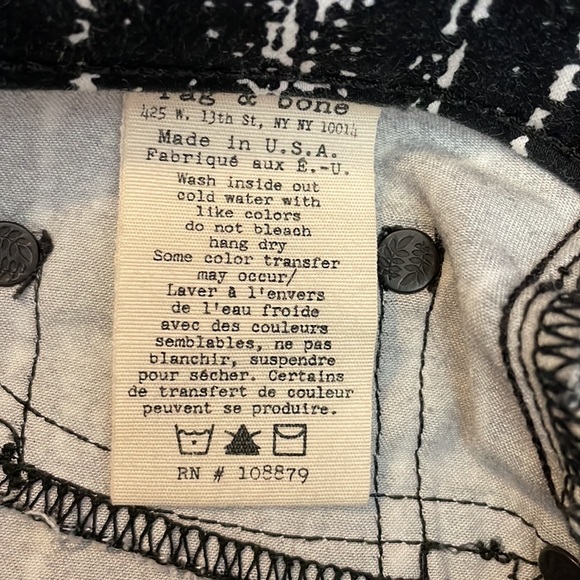 rag & bone
425 W. 13th St, NY NY 10014
Made in U.S.A.
Fabriqué aux É.-U.
Wash inside out
cold water with
like colors
do not bleach
hang dry
Some color transfer
may occur/
Laver à l'envers
de l'eau froide
avec des couleurs
semblables, ne pas
blanchir, suspendre
pour sécher. Certains
de transfert de couleur
peuvent se produire.
RN # 108879